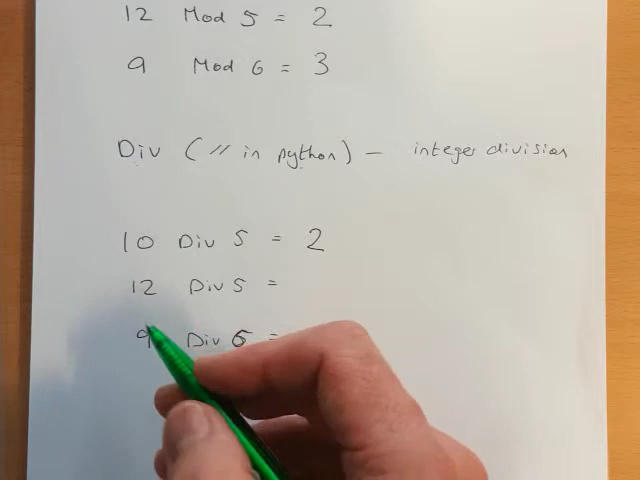 12 Mod 5 = 2
9 Mod 6 = 3
Div (// in python) - integer division
10 Div 5 = 2
12 Div 5 =
9 Div 6 =